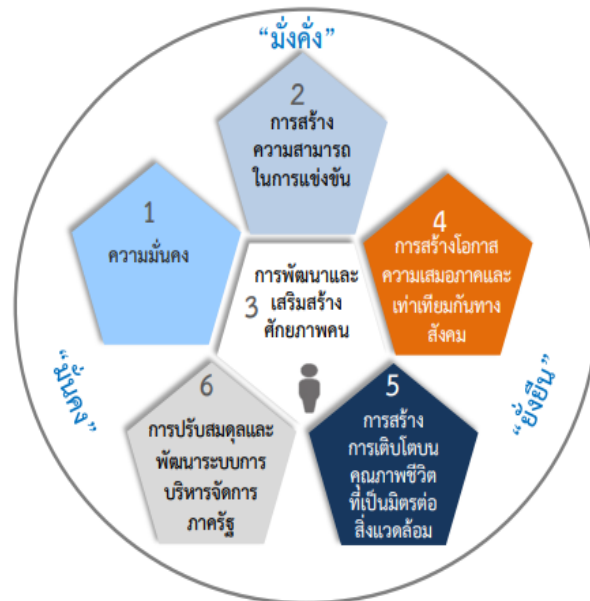 “มั่งคั่ง”
2
การสร้าง
ความสามารถ
ในการแข่งขัน
1
ความมั่นคง
4
การสร้างโอกาส
ความเสมอภาคและ
เท่าเทียมกันทาง
สังคม
การพัฒนาและ
3 เสริมสร้าง
ศักยภาพคน
“มั่นคง”
“ยั่งยืน”
6
การปรับสมดุลและ
พัฒนาระบบการ
บริหารจัดการ
ภาครัฐ
5
การสร้าง
การเติบโตบน
คุณภาพชีวิต
ที่เป็นมิตรต่อ
สิ่งแวดล้อม